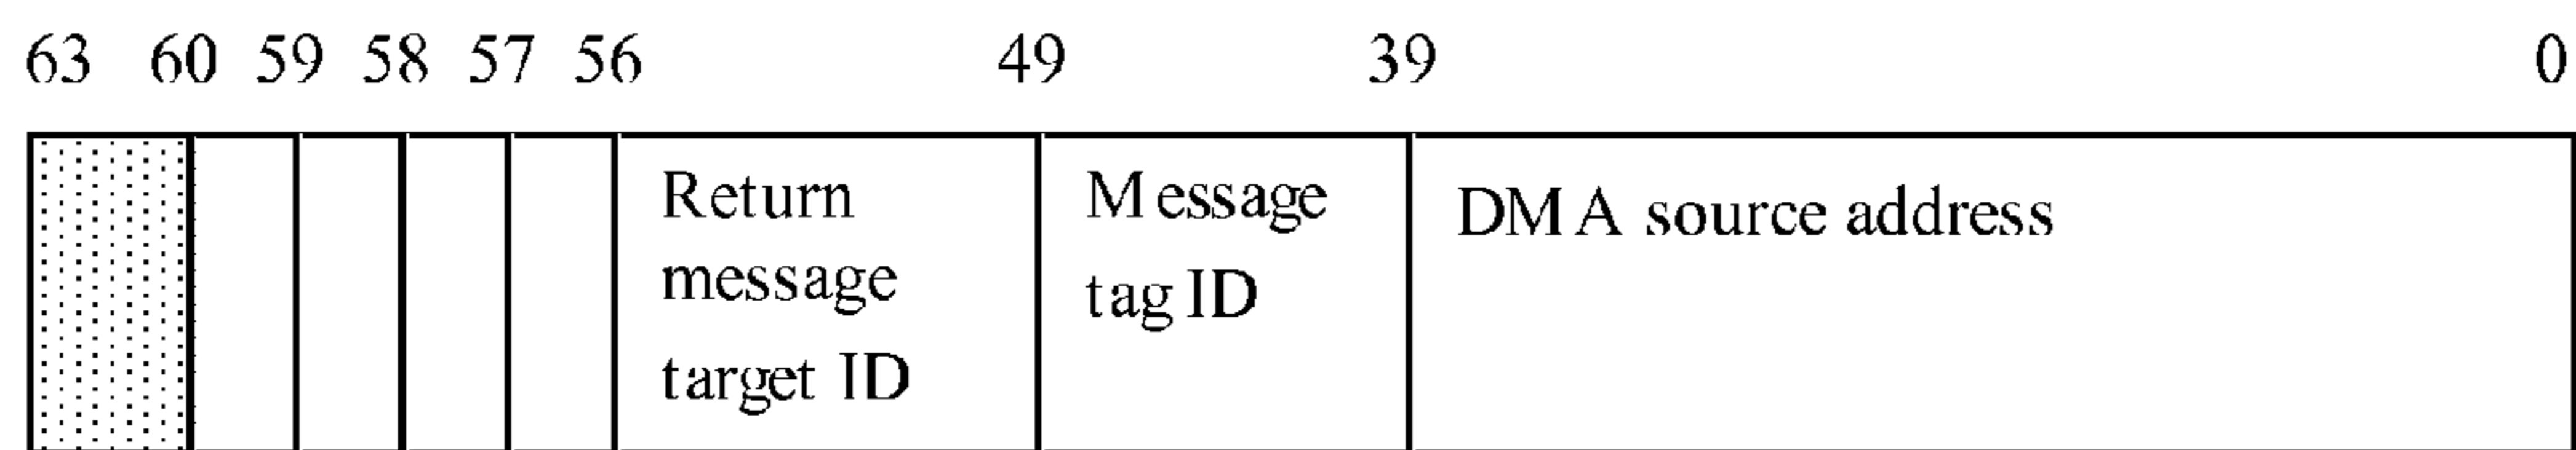 63 60 59 58 57 56 49 39 0
Return
message
target ID
Message
tag ID
DMA source address